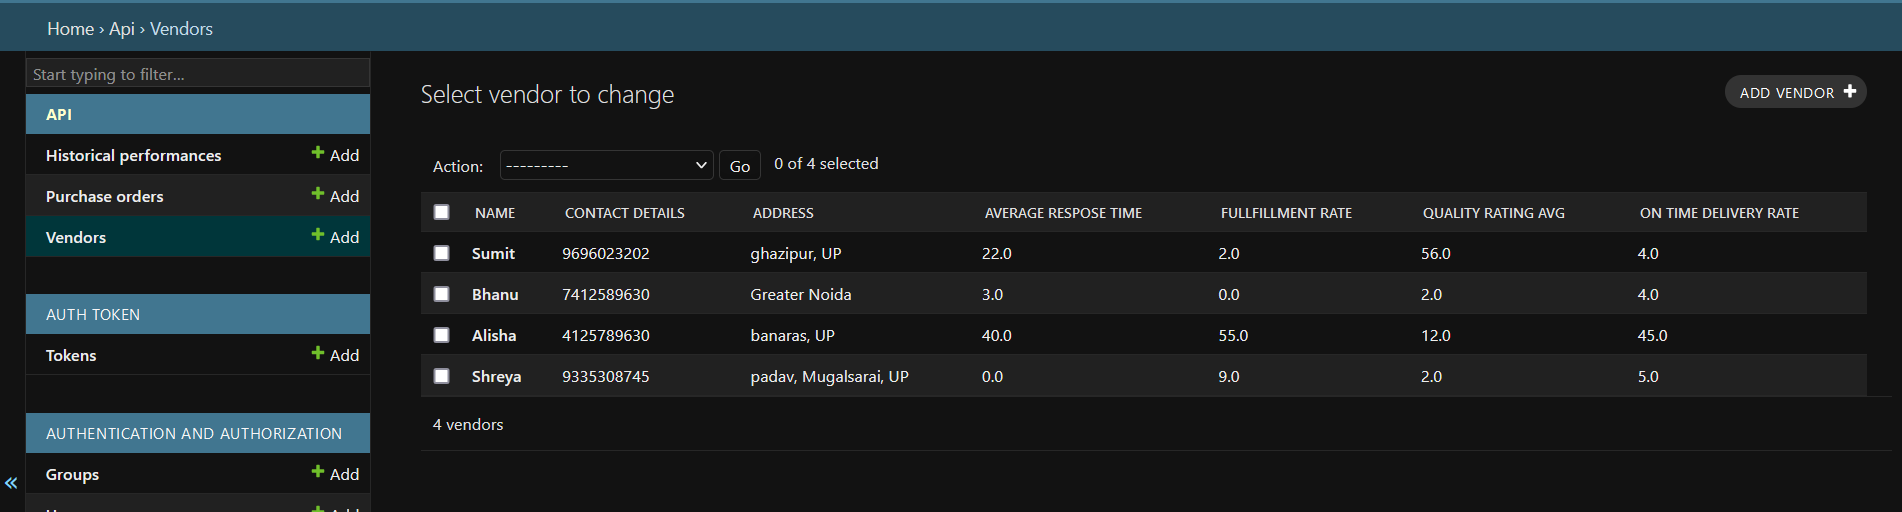 Home › Api › Vendors
Start typing to filter...
API
Historical performances Add
Purchase orders Add
Vendors Add
AUTH TOKEN
Tokens Add
AUTHENTICATION AND AUTHORIZATION
Groups Add
Select vendor to change
ADD VENDOR
Action: --------- Go 0 of 4 selected
NAME CONTACT DETAILS ADDRESS AVERAGE RESPOSE TIME FULLFILLMENT RATE QUALITY RATING AVG ON TIME DELIVERY RATE
Sumit 9696023202 ghazipur, UP 22.0 2.0 56.0 4.0
Bhanu 7412589630 Greater Noida 3.0 0.0 2.0 4.0
Alisha 4125789630 banaras, UP 40.0 55.0 12.0 45.0
Shreya 9335308745 padav, Mugalsarai, UP 0.0 9.0 2.0 5.0
4 vendors